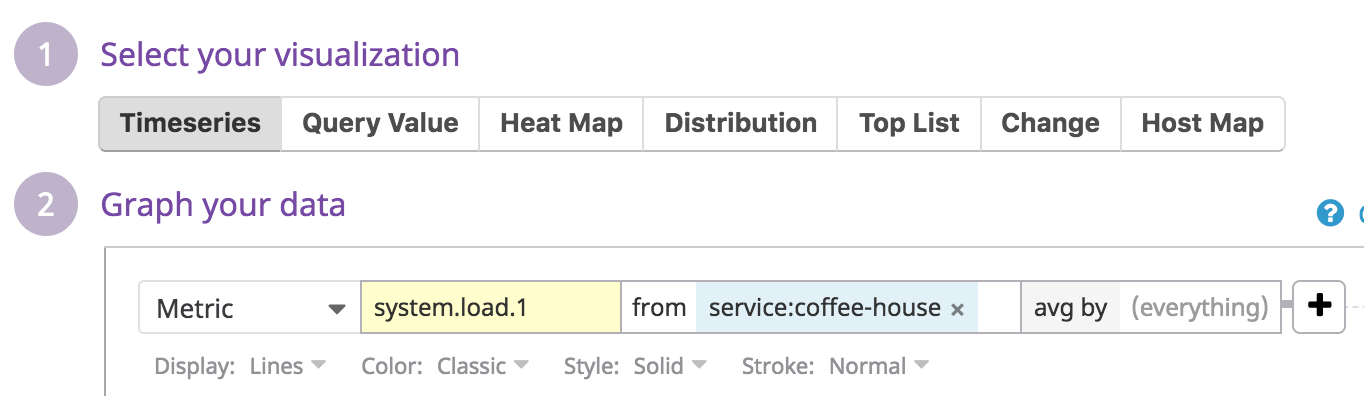 1 Select your visualization
Timeseries Query Value Heat Map Distribution Top List Change Host Map
2 Graph your data
?
Metric system.load.1 from service:coffee-house × avg by (everything) +
Display: Lines Color: Classic Style: Solid Stroke: Normal